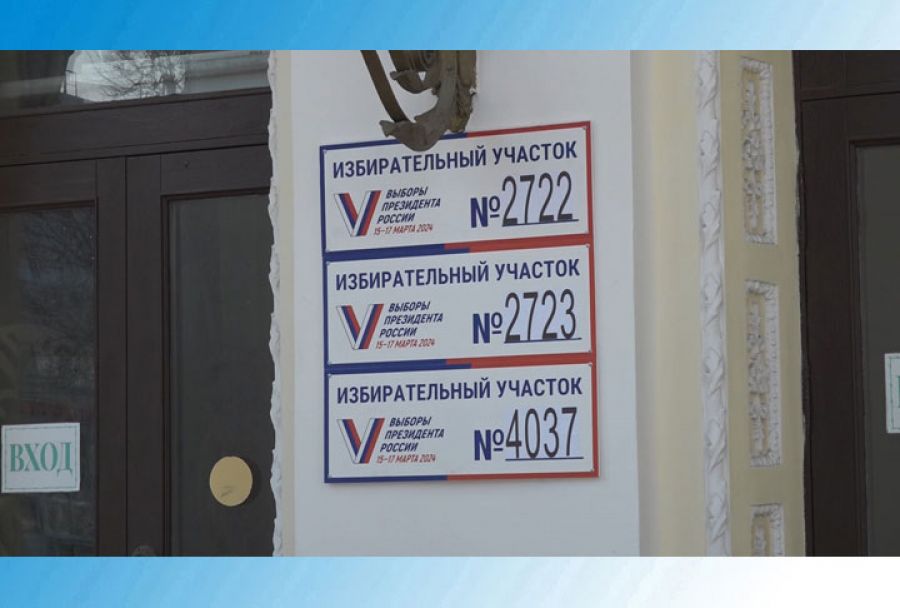 ИЗБИРАТЕЛЬНЫЙ УЧАСТОК
ВЫБОРЫ
ПРЕЗИДЕНТА
РОССИИ
15-17 МАРТА 2024
№2722
ИЗБИРАТЕЛЬНЫЙ УЧАСТОК
ВЫБОРЫ
ПРЕЗИДЕНТА
РОССИИ
15-17 МАРТА 2024
№2723
ИЗБИРАТЕЛЬНЫЙ УЧАСТОК
ВЫБОРЫ
ПРЕЗИДЕНТА
РОССИИ
15-17 МАРТА 2024
№4037
ВХОД